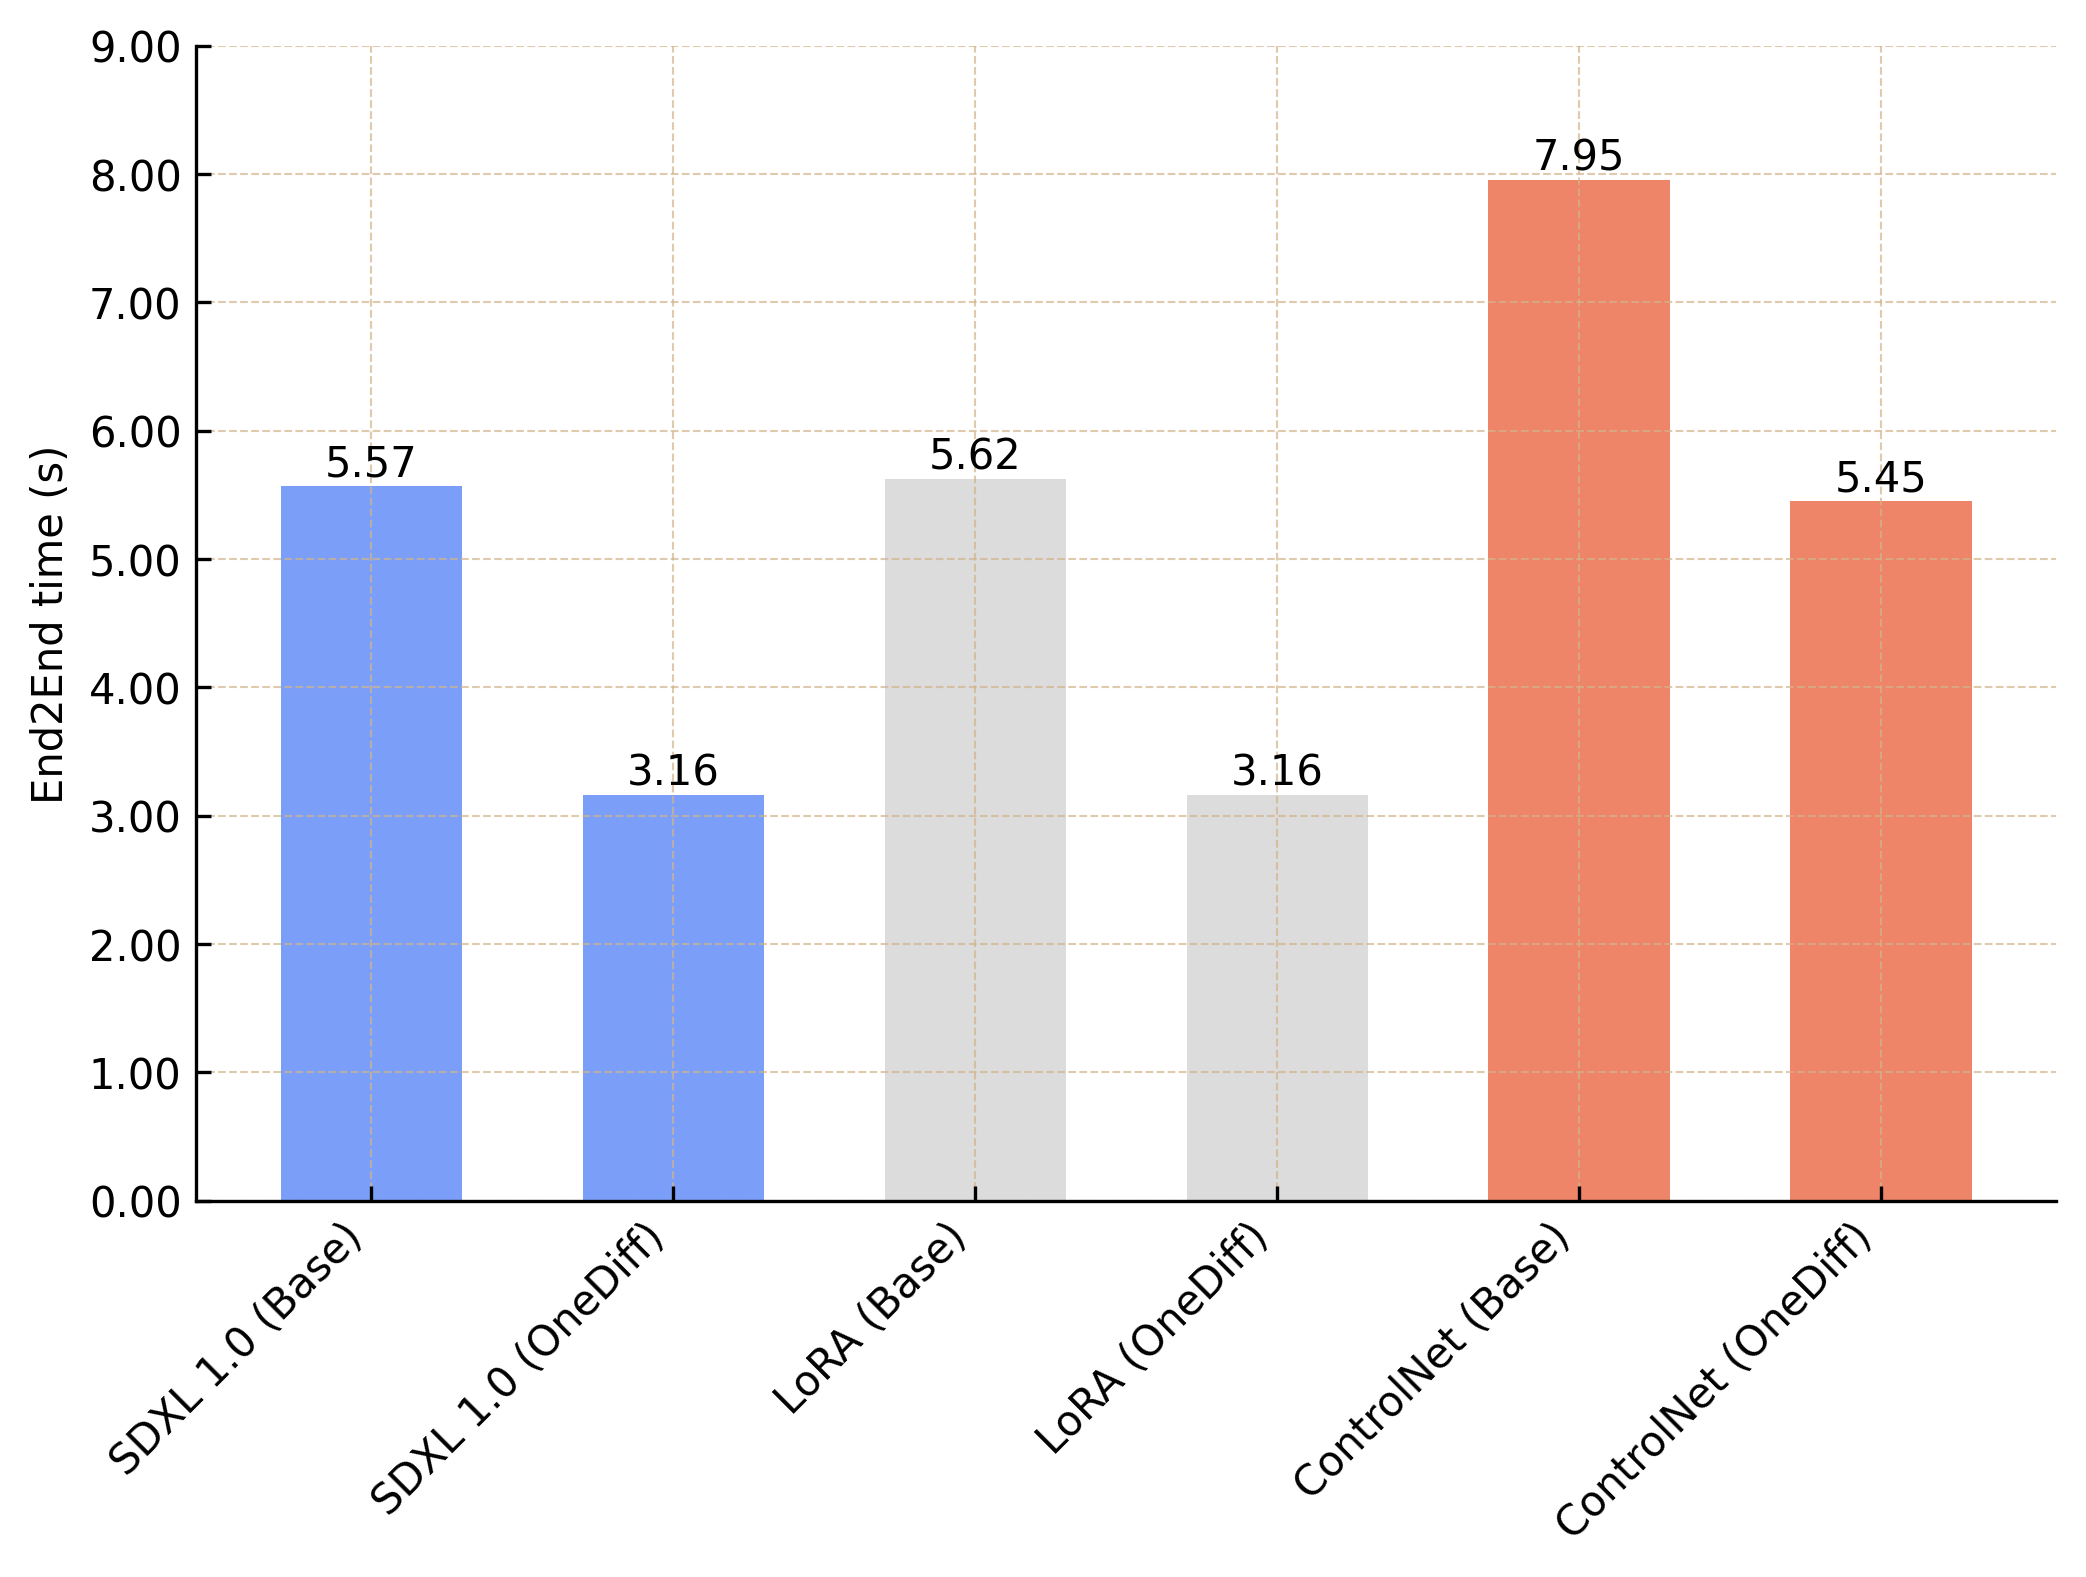 End2End time (s)
9.00
8.00
7.00
6.00
5.00
4.00
3.00
2.00
1.00
0.00
5.57
3.16
5.62
3.16
7.95
5.45
SDXL 1.0 (Base)
SDXL 1.0 (OneDiff)
LoRA (Base)
LoRA (OneDiff)
ControlNet (Base)
ControlNet (OneDiff)